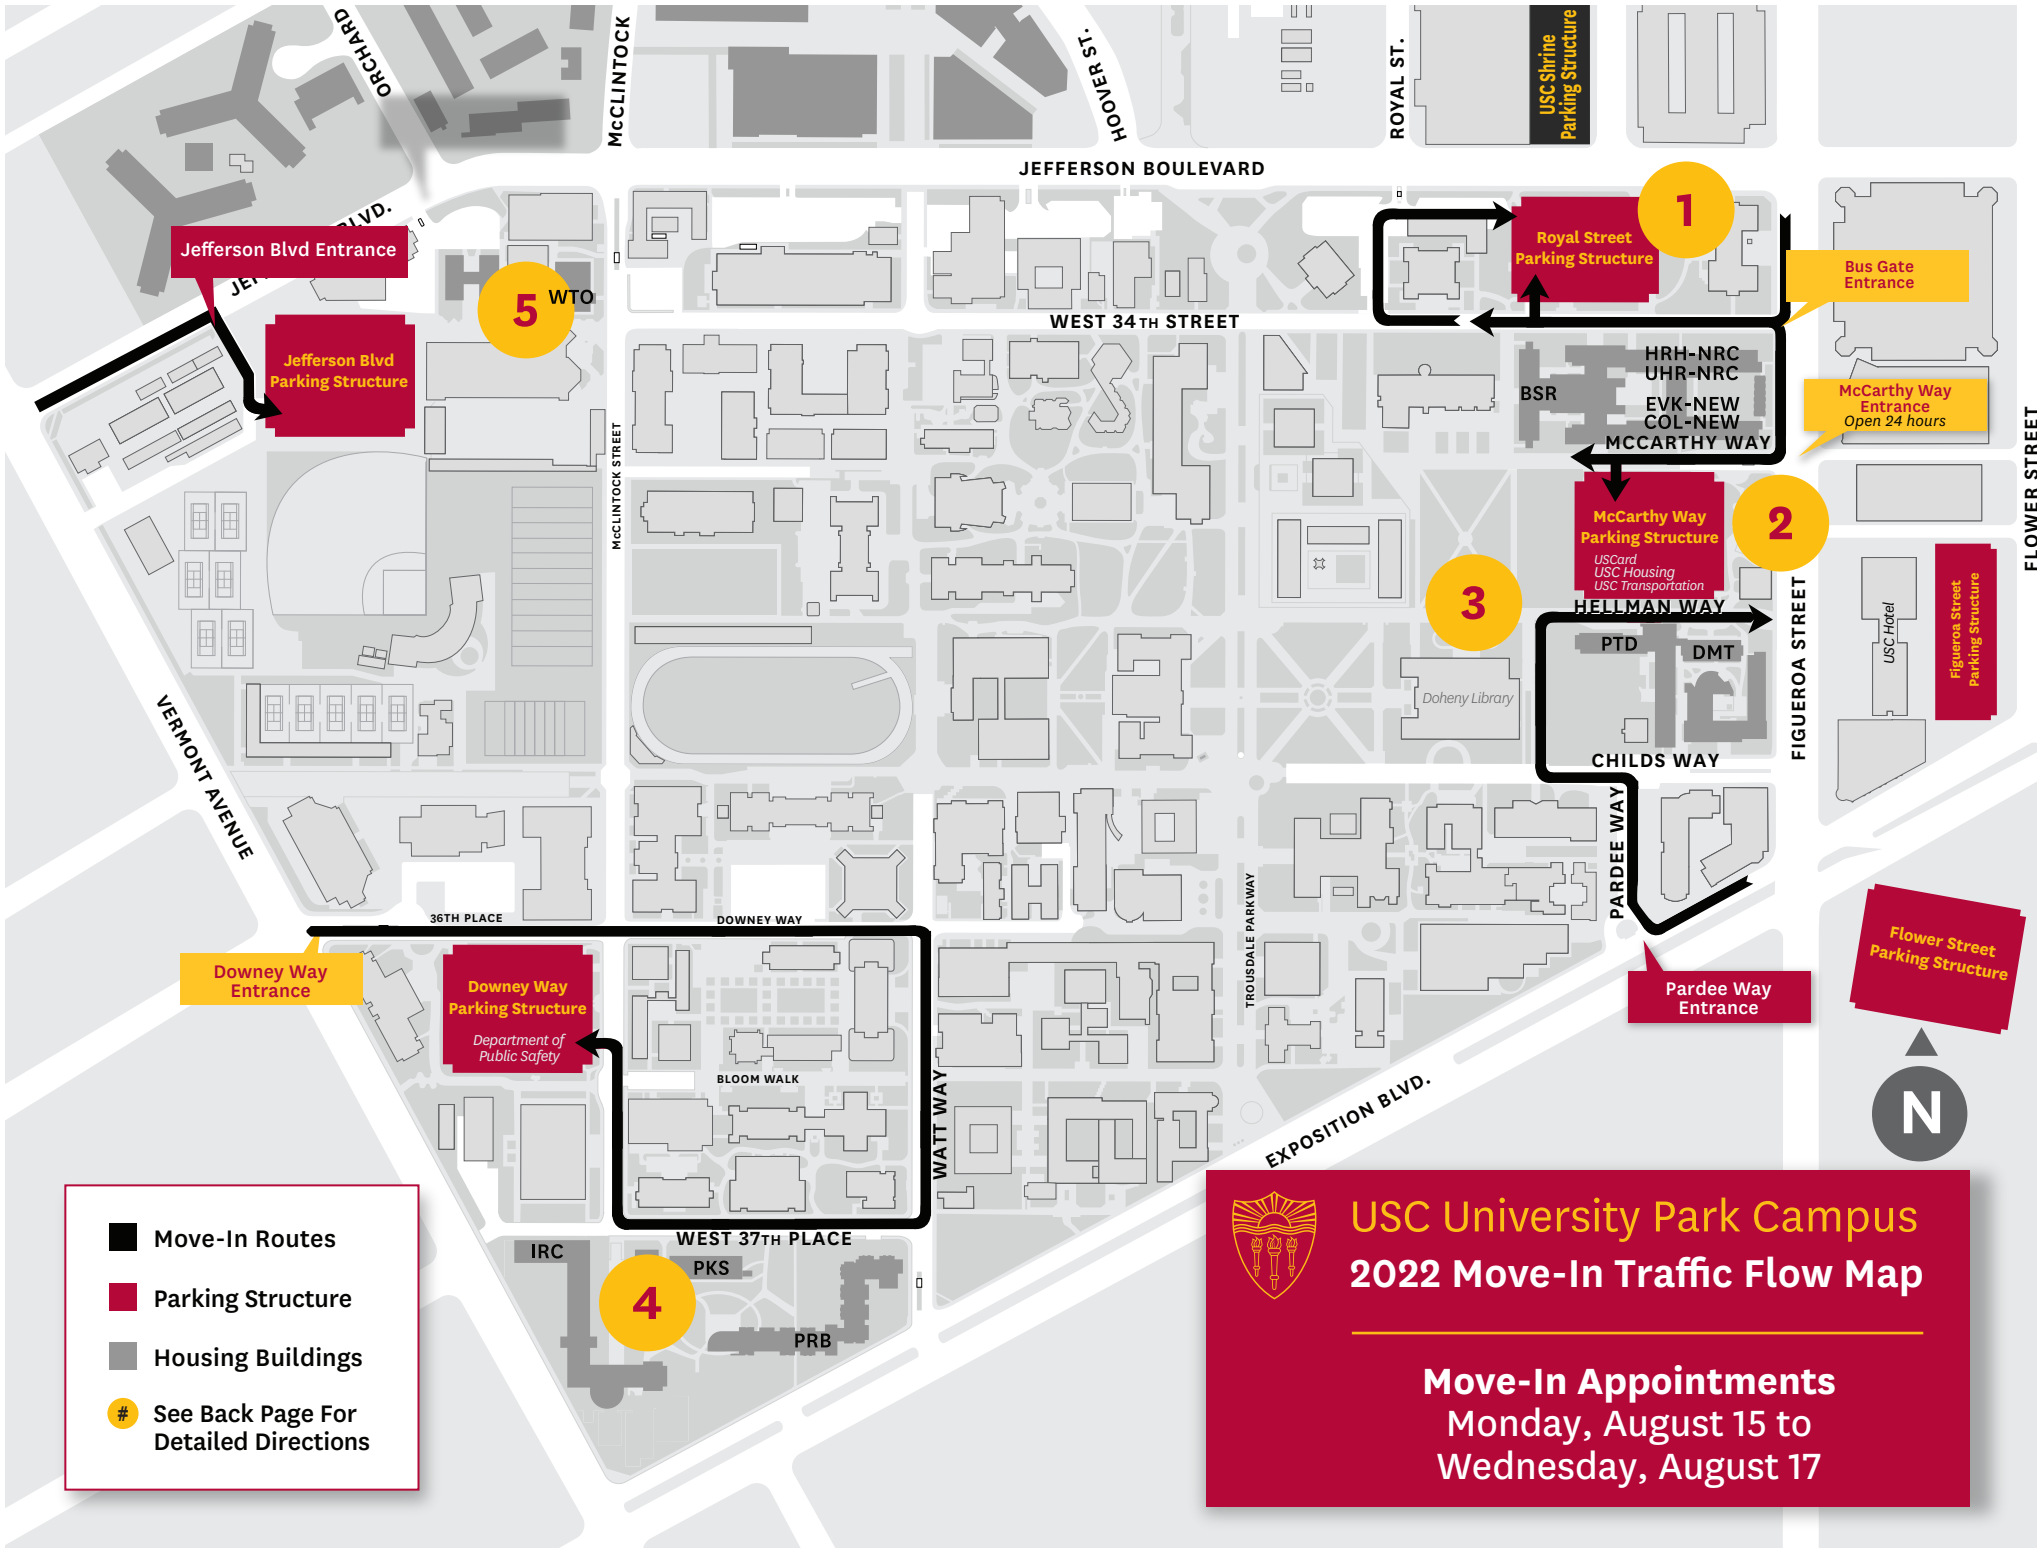 ORCHARD
McCLINTOCK
HOOVER ST.
ROYAL ST.
USC Shrine
Parking Structure
JEFFERSON BOULEVARD
BLVD.
JEF
Jefferson Blvd Entrance
1
Royal Street
Parking Structure
Bus Gate
Entrance
5
WTO
WEST 34TH STREET
Jefferson Blvd
Parking Structure
HRH-NRC
UHR-NRC
BSR
EVK-NEW
COL-NEW
McCarthy Way
Entrance
Open 24 hours
MCCARTHY WAY
FLOWER STREET
McCLINTOCK STREET
2
McCarthy Way
Parking Structure
USCard
USC Housing
USC Transportation
3
HELLMAN WAY
PTD
DMT
FIGUEROA STREET
USC Hotel
Figueroa Street
Parking Structure
Doheny Library
CHILDS WAY
VERMONT AVENUE
PARDEE WAY
TROUSDALE PARKWAY
36TH PLACE
DOWNEY WAY
Downey Way
Entrance
Downey Way
Parking Structure
Department of
Public Safety
Flower Street
Parking Structure
Pardee Way
Entrance
BLOOM WALK
WATT WAY
EXPOSITION BLVD.
N
WEST 37TH PLACE
IRC
PKS
4
PRB
Move-In Routes
Parking Structure
Housing Buildings
# See Back Page For
Detailed Directions
USC University Park Campus
2022 Move-In Traffic Flow Map
Move-In Appointments
Monday, August 15 to
Wednesday, August 17